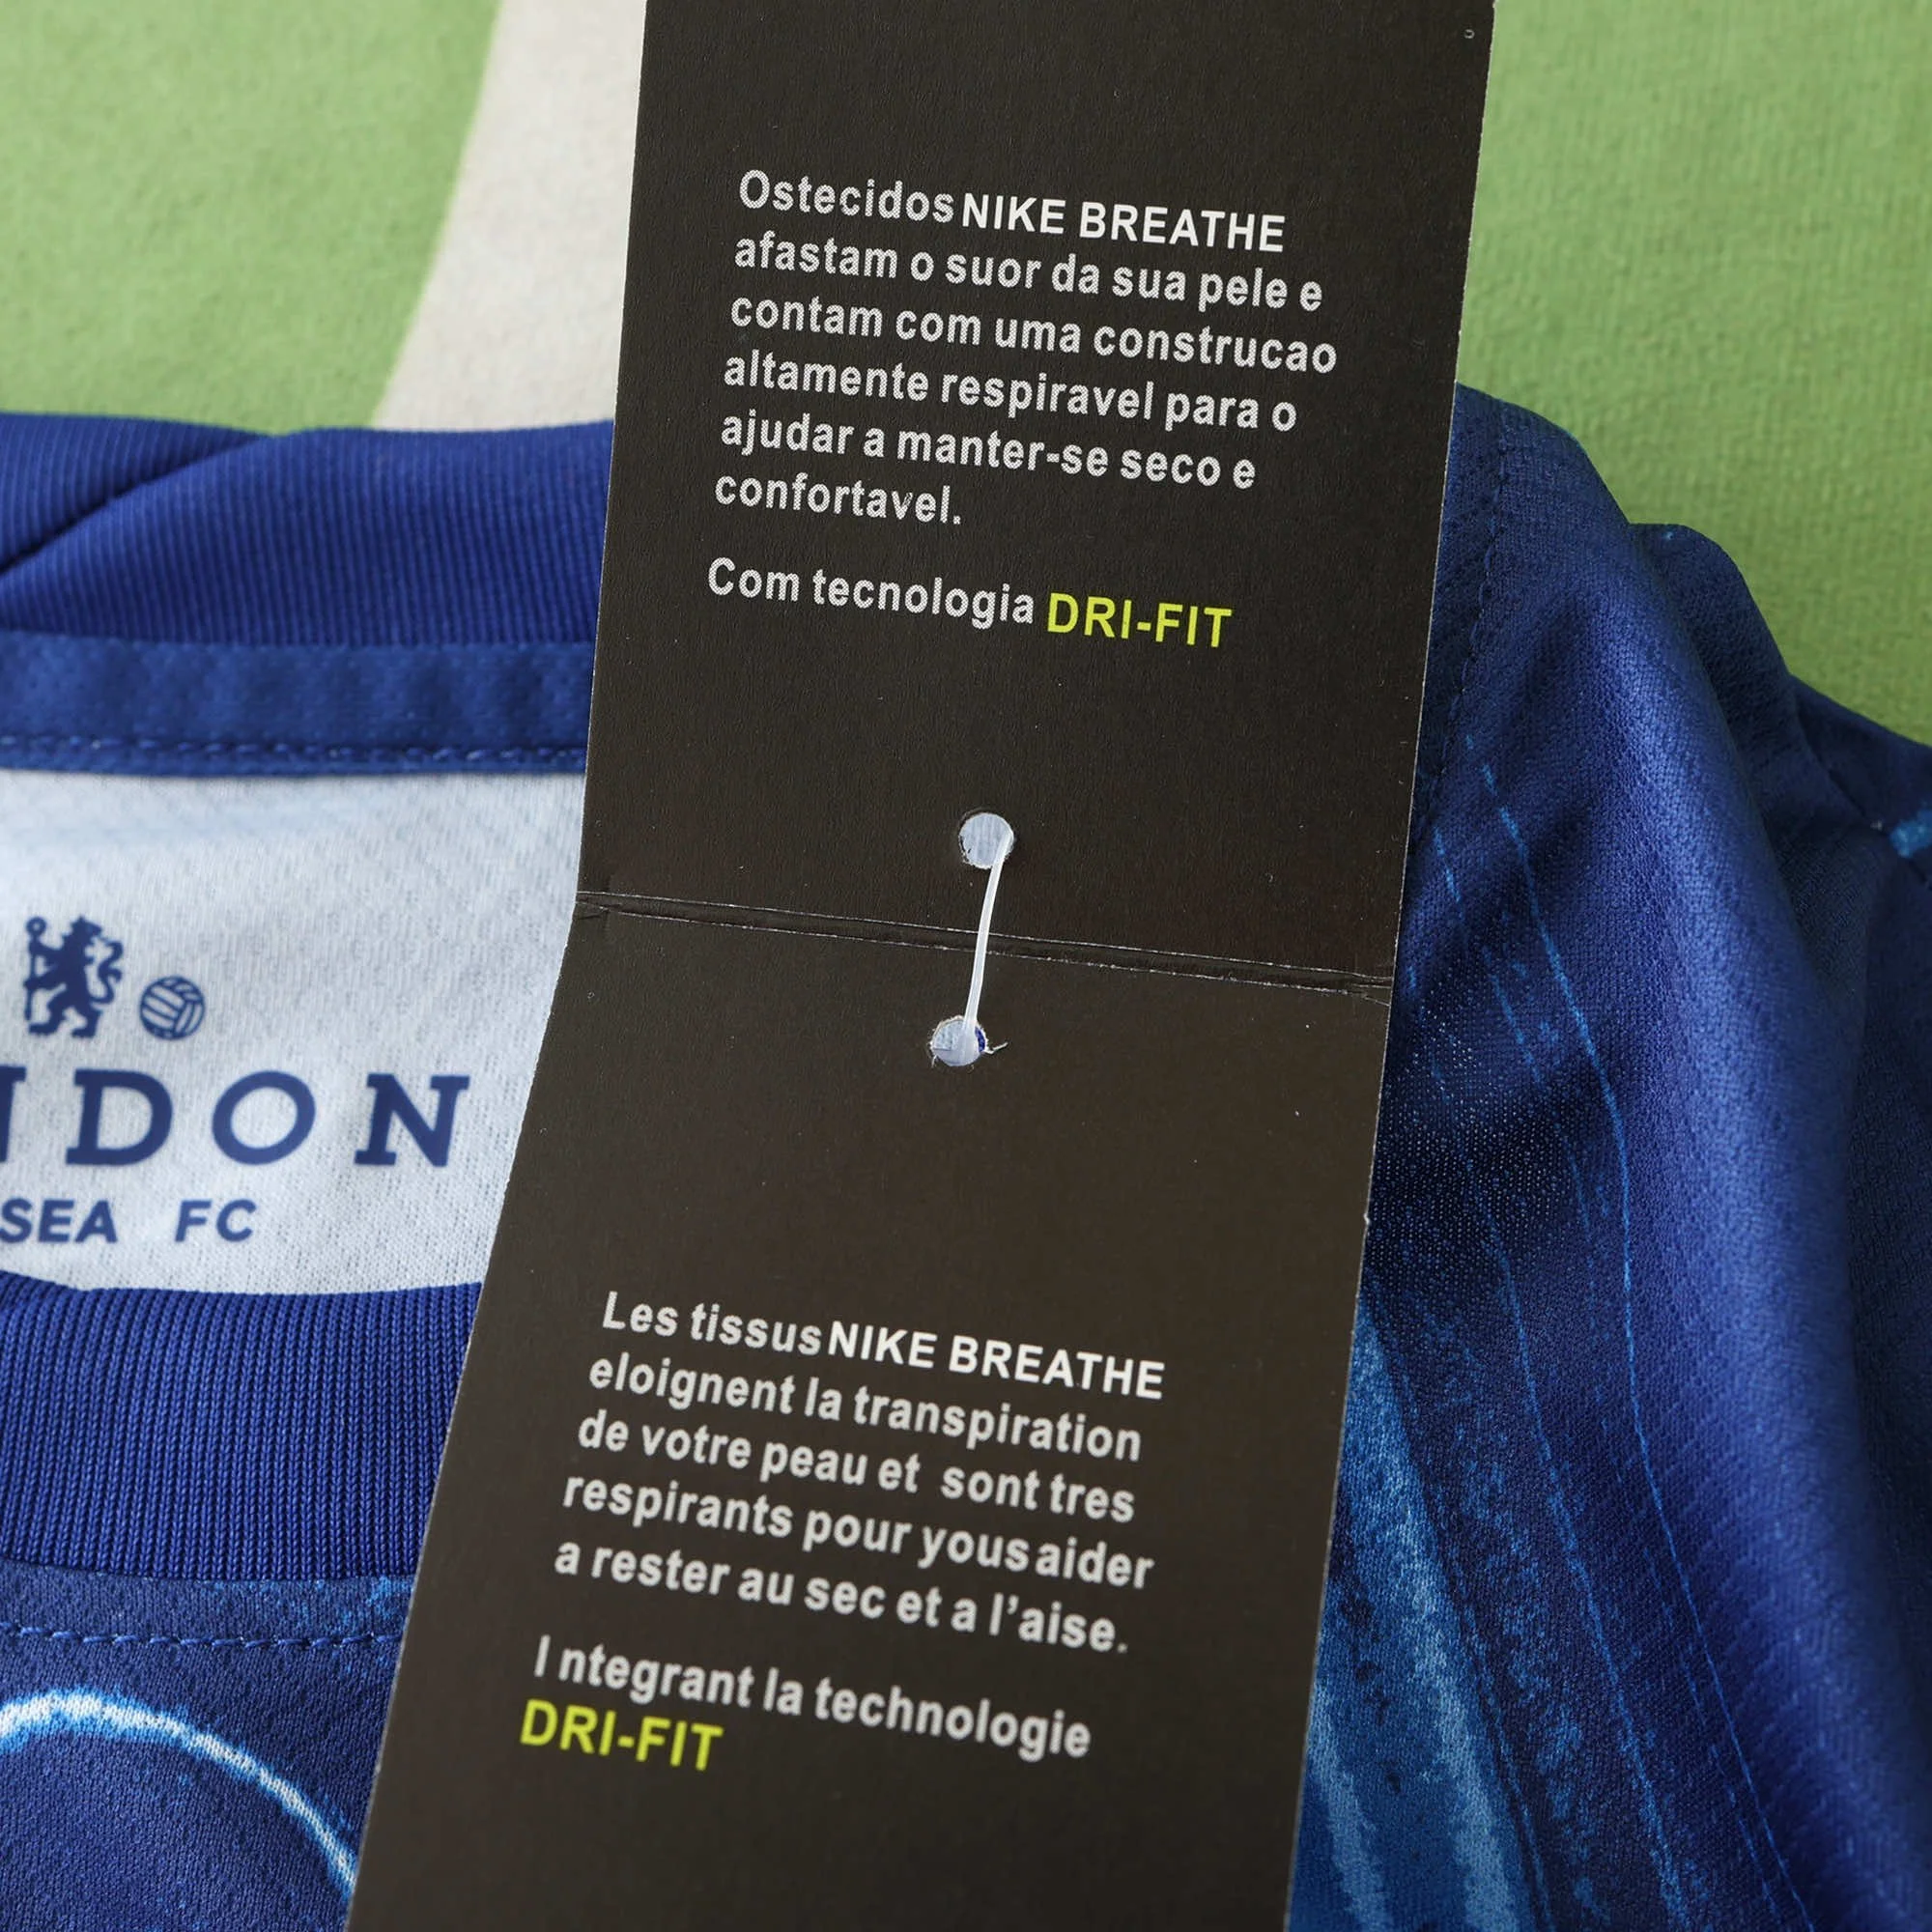 Ostecidos NIKE BREATHE
afastam o suor da sua pele e
contam com uma construcao
altamente respiravel para o
ajudar a manter-se seco e
confortavel.
Com tecnologia DRI-FIT
NDON
SEA FC
Les tissus NIKE BREATHE
eloignent la transpiration
de votre peau et sont tres
respirants pour yous aider
a rester au sec et a l’aise.
I ntegrant la technologie
DRI-FIT